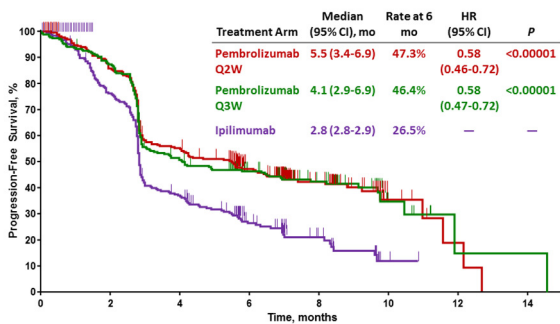 Treatment Arm Median (95% CI), mo Rate at 6 mo HR (95% CI) P
Pembrolizumab Q2W 5.5 (3.4-6.9) 47.3% 0.58 (0.46-0.72) <0.00001
Pembrolizumab Q3W 4.1 (2.9-6.9) 46.4% 0.58 (0.47-0.72) <0.00001
Ipilimumab 2.8 (2.8-2.9) 26.5% — —
Progression-Free Survival, %
100
90
80
70
60
50
40
30
20
10
0
0 2 4 6 8 10 12 14
Time, months